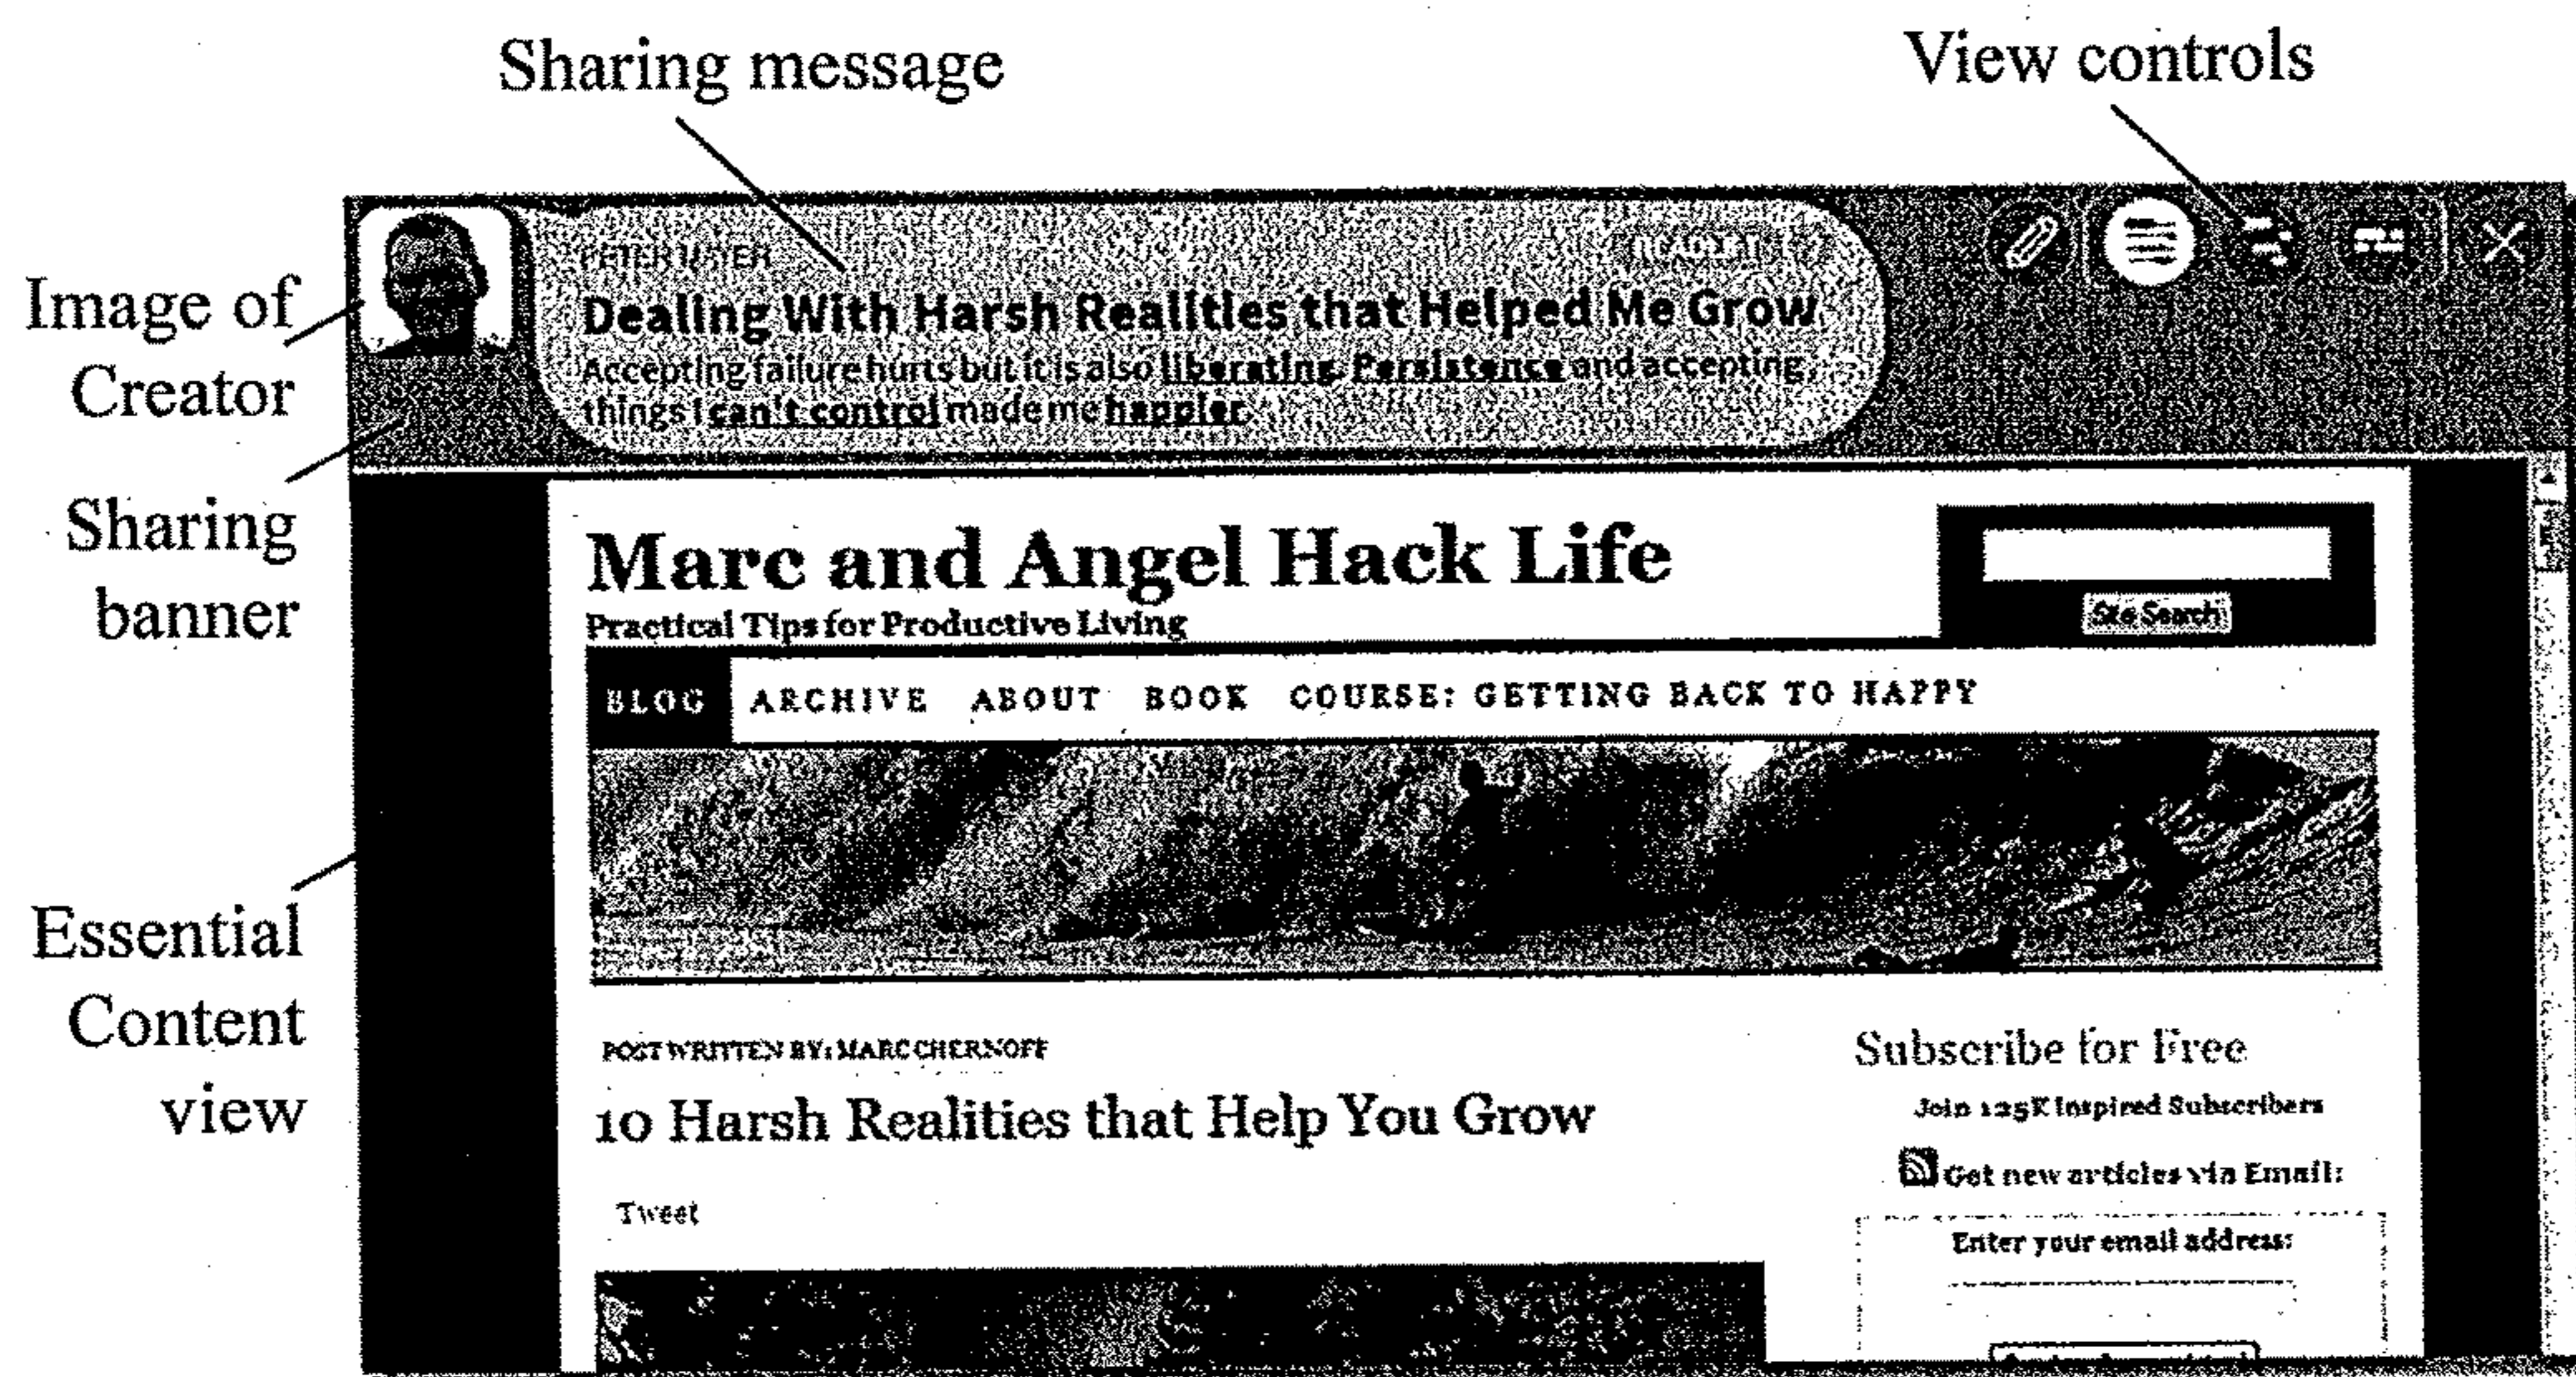 Sharing message
View controls
Image of
Creator
Sharing
banner
Essential
Content
view
Dealing With Harsh Realities that Helped Me Grow
Accepting failure hurts but it is also liberating. Persistence and accepting
things I can't control made me happier.
Marc and Angel Hack Life
Practical Tips for Productive Living
Site Search
BLOG ARCHIVE ABOUT BOOK COURSE: GETTING BACK TO HAPPY
POST WRITTEN BY: MARC CHERNOFF
10 Harsh Realities that Help You Grow
Tweet
Subscribe for Free
Join 125K Inspired Subscribers
Get new articles via Email:
Enter your email address: